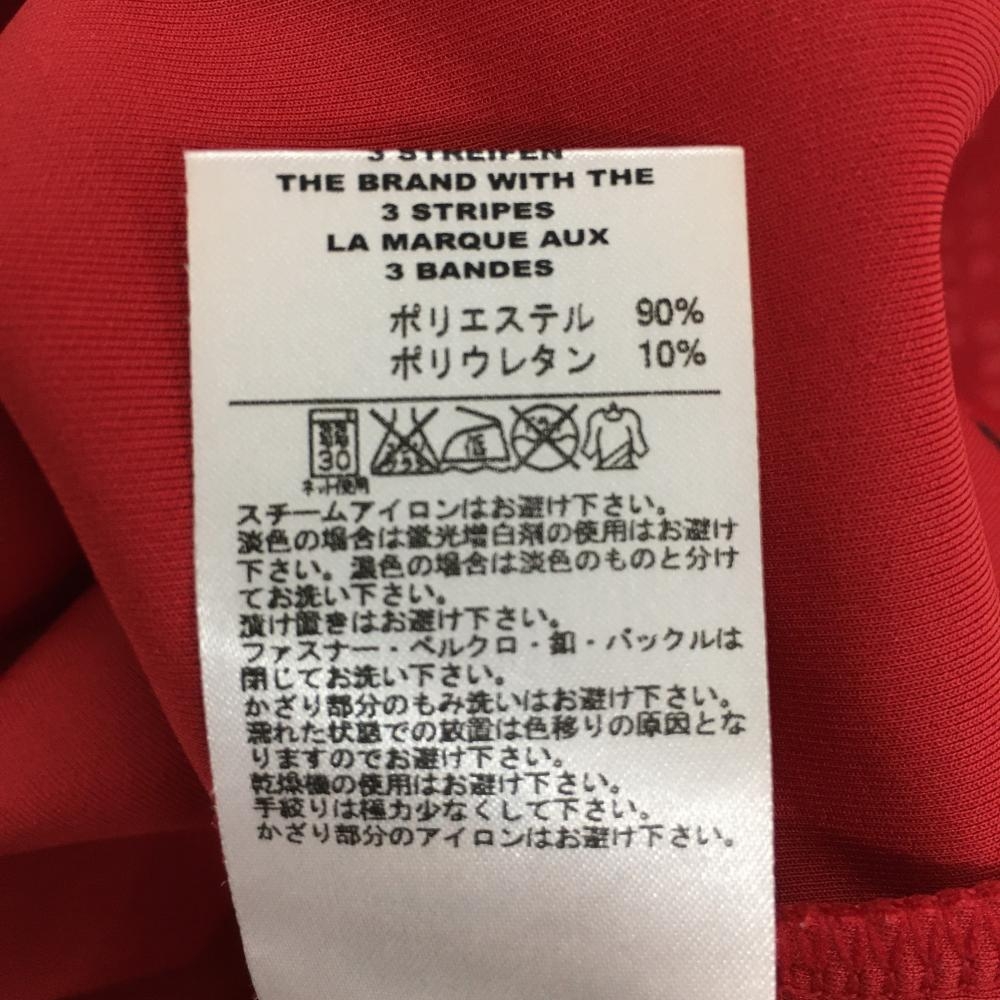 3 STREIFEN
THE BRAND WITH THE
3 STRIPES
LA MARQUE AUX
3 BANDES
ポリエステル 90%
ポリウレタン 10%
30
低
ネット使用
スチームアイロンはお避け下さい。
淡色の場合は蛍光増白剤の使用はお避け
下さい。濃色の場合は淡色のものと分け
てお洗い下さい。
漬け置きはお避け下さい。
ファスナー・ベルクロ・釦・バックルは
閉じてお洗い下さい。
かざり部分のもみ洗いはお避け下さい。
濡れた状態での放置は色移りの原因とな
りますのでお避け下さい。
乾燥機の使用はお避け下さい。
手絞りは極力少なくして下さい。
かざり部分のアイロンはお避け下さい。